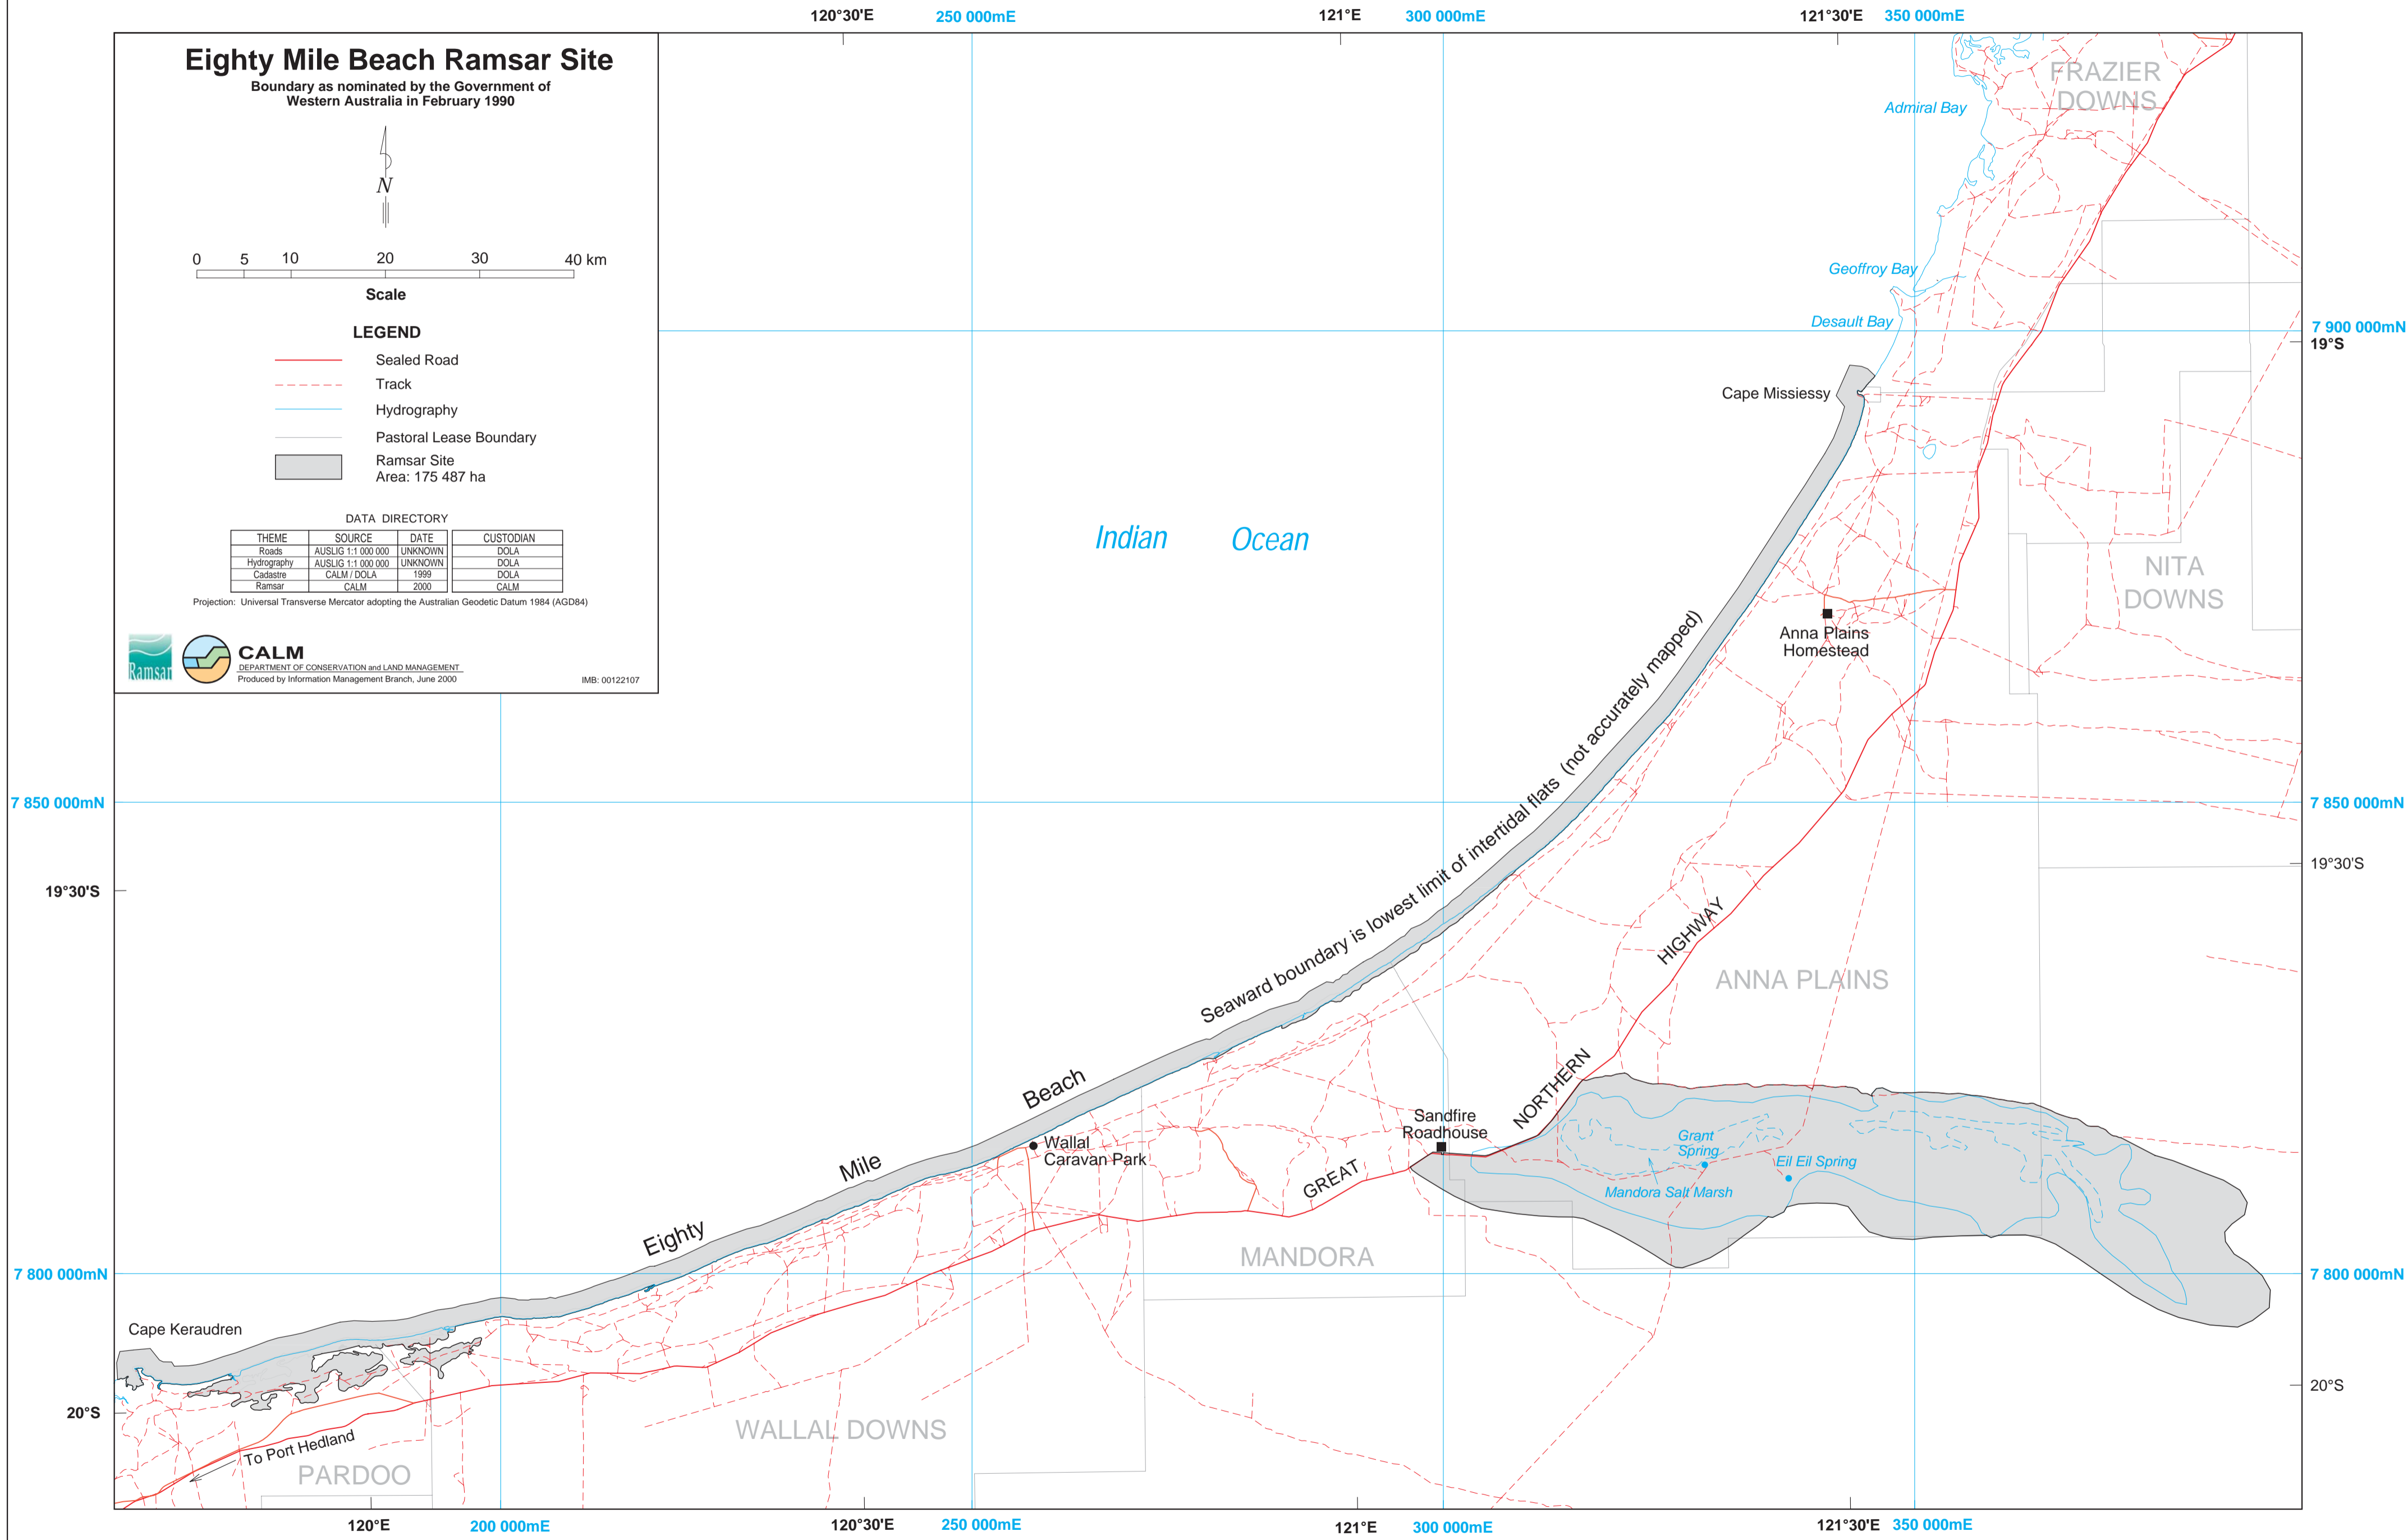 120°30'E
250 000mE
121°E
300 000mE
121°30'E
350 000mE
Eighty Mile Beach Ramsar Site
Boundary as nominated by the Government of
Western Australia in February 1990
N
0 5 10 20 30 40 km
Scale
LEGEND
Sealed Road
Track
Hydrography
Pastoral Lease Boundary
Ramsar Site
Area: 175 487 ha
DATA DIRECTORY
THEME SOURCE DATE CUSTODIAN
Roads AUSLIG 1:1 000 000 UNKNOWN DOLA
Hydrography AUSLIG 1:1 000 000 UNKNOWN DOLA
Cadastre CALM / DOLA 1999 DOLA
Ramsar CALM 2000 CALM
Projection: Universal Transverse Mercator adopting the Australian Geodetic Datum 1984 (AGD84)
Ramsar
CALM
DEPARTMENT OF CONSERVATION and LAND MANAGEMENT
Produced by Information Management Branch, June 2000
IMB: 00122107
FRAZIER
DOWNS
Admiral Bay
Geoffroy Bay
Desault Bay
7 900 000mN
19°S
Cape Missiessy
Indian Ocean
NITA
DOWNS
Anna Plains
Homestead
Seaward boundary is lowest limit of intertidal flats (not accurately mapped)
7 850 000mN
7 850 000mN
19°30'S
19°30'S
HIGHWAY
ANNA PLAINS
NORTHERN
Beach
Sandfire
Roadhouse
Wallal
Caravan Park
Grant
Spring
Eil Eil Spring
Mandora Salt Marsh
Mile
GREAT
Eighty
MANDORA
7 800 000mN
7 800 000mN
Cape Keraudren
20°S
20°S
WALLAL DOWNS
To Port Hedland
PARDOO
120°E
200 000mE
120°30'E
250 000mE
121°E
300 000mE
121°30'E
350 000mE